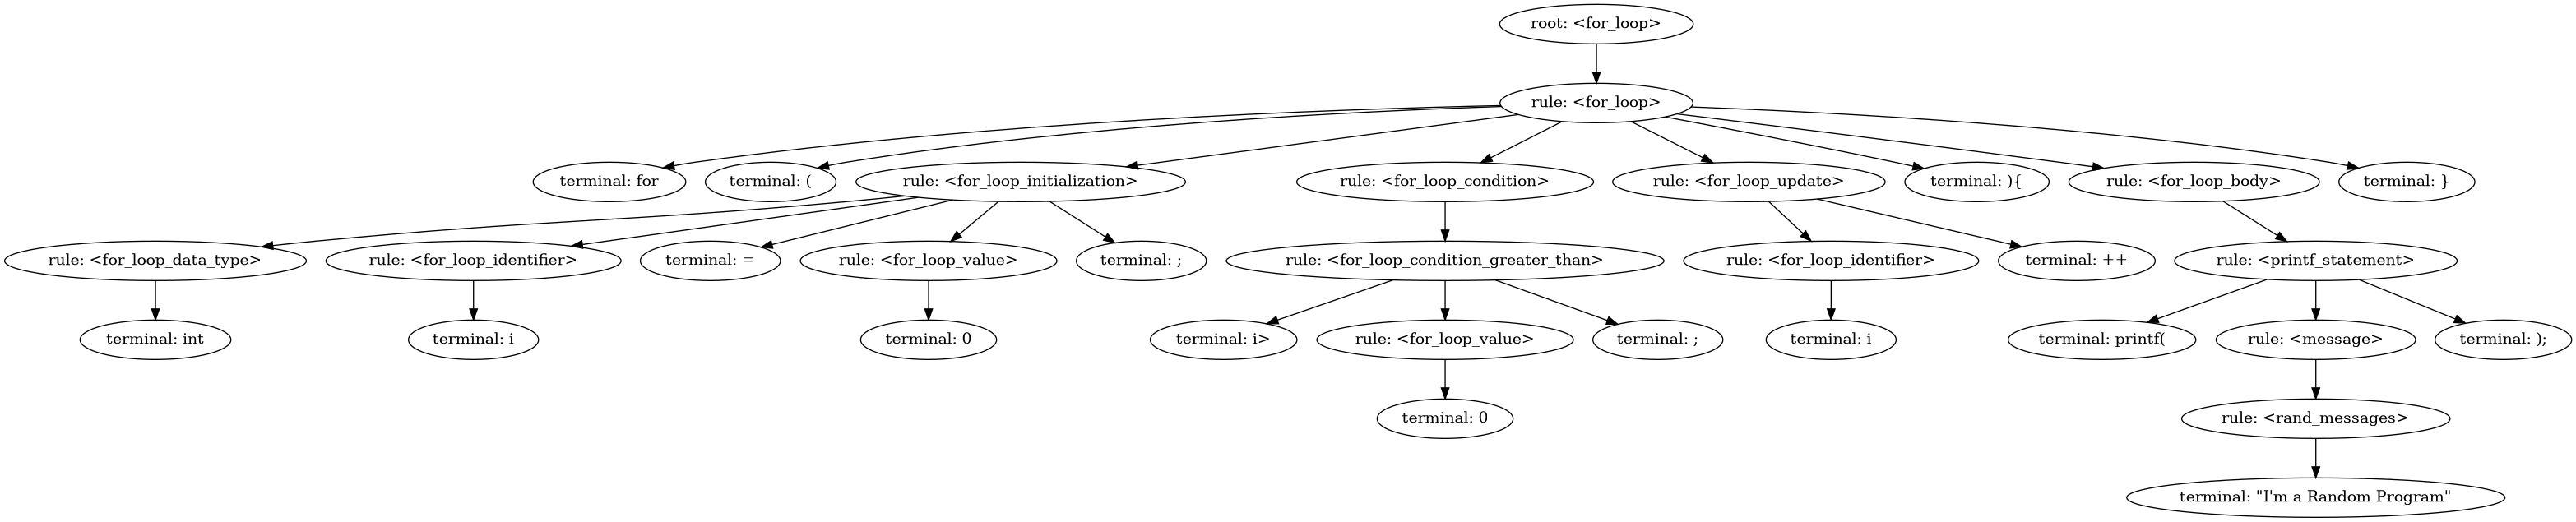 root: <for_loop>
rule: <for_loop>
terminal: for
terminal: (
rule: <for_loop_initialization>
rule: <for_loop_condition>
rule: <for_loop_update>
terminal: ){
rule: <for_loop_body>
terminal: }
rule: <for_loop_data_type>
rule: <for_loop_identifier>
terminal: =
rule: <for_loop_value>
terminal: ;
rule: <for_loop_condition_greater_than>
rule: <for_loop_identifier>
terminal: ++
rule: <printf_statement>
terminal: int
terminal: i
terminal: 0
terminal: i>
rule: <for_loop_value>
terminal: ;
terminal: i
terminal: printf(
rule: <message>
terminal: );
terminal: 0
rule: <rand_messages>
terminal: "I'm a Random Program"